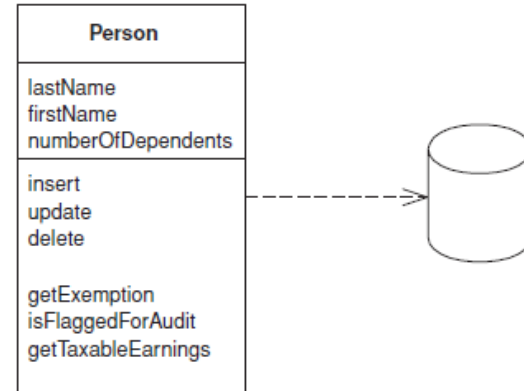 Person
lastName
firstName
numberOfDependents
insert
update
delete
getExemption
isFlaggedForAudit
getTaxableEarnings